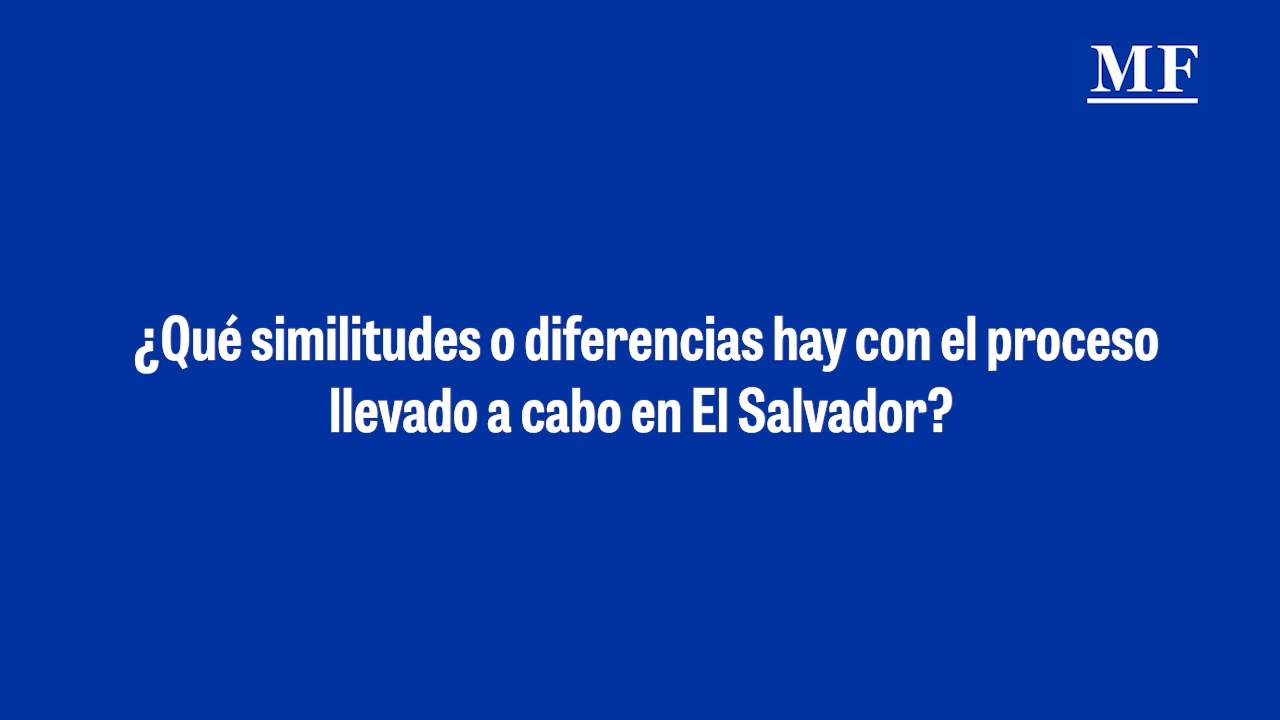 MF
¿Qué similitudes o diferencias hay con el proceso
llevado a cabo en El Salvador?